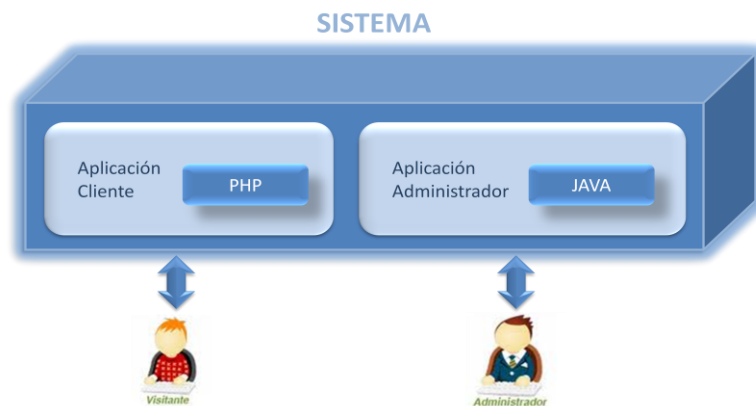 SISTEMA
Aplicación
Cliente
PHP
Aplicación
Administrador
JAVA
Visitante
Administrador